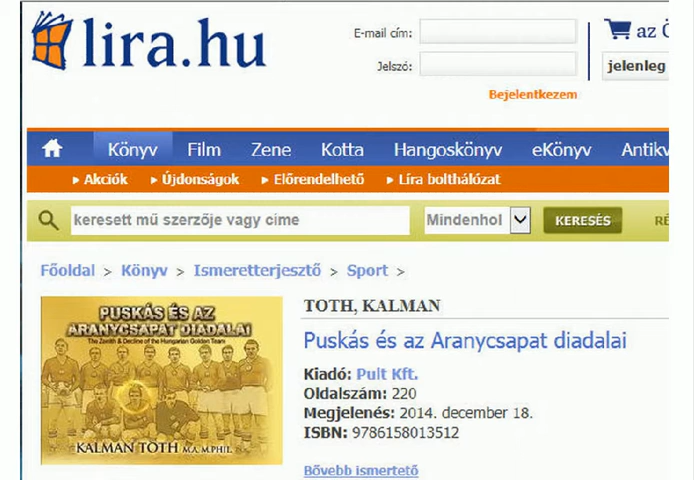 lira.hu
E-mail cím:
az
Jelszó:
jelenleg
Bejelentkezem
Könyv Film Zene Kotta Hangoskönyv eKönyv Antikv
▸ Akciók ▸ Újdonságok ▸ Előrendelhető ▸ Líra bolthálózat
keresett mű szerzője vagy címe Mindenhol KERESÉS RÉ
Főoldal > Könyv > Ismeretterjesztő > Sport >
PUSKÁS ÉS AZ
ARANYCSAPAT DIADALAI
The Zenith & Decline of the Hungarian Golden Team
KALMAN TOTH M.A. M.PHIL.
TOTH, KALMAN
Puskás és az Aranycsapat diadalai
Kiadó: Pult Kft.
Oldalszám: 220
Megjelenés: 2014. december 18.
ISBN: 9786158013512
Bővebb ismertető